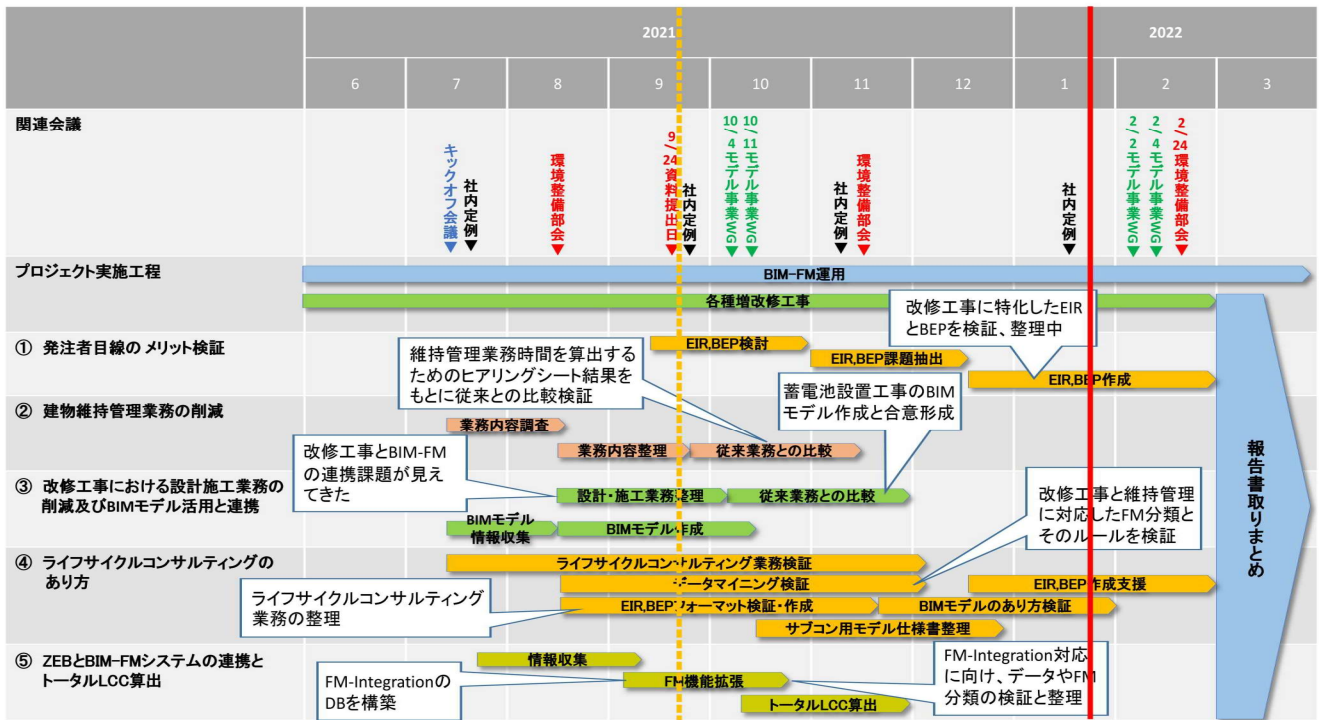 2021
2022
6
7
8
9
10
11
12
1
2
3
関連会議
キックオフ会議
社内定例
環境整備部会
9/24資料提出日
社内定例
10/4モデル事業WG
10/11モデル事業WG
社内定例
環境整備部会
社内定例
2/2モデル事業WG
2/4モデル事業WG
2/24環境整備部会
プロジェクト実施工程
BIM-FM運用
各種増改修工事
改修工事に特化したEIR
とBEPを検証、整理中
① 発注者目線の メリット検証
EIR,BEP検討
EIR,BEP課題抽出
EIR,BEP作成
維持管理業務時間を算出する
ためのヒアリングシート結果を
もとに従来との比較検証
蓄電池設置工事のBIM
モデル作成と合意形成
② 建物維持管理業務の削減
業務内容調査
業務内容整理
従来業務との比較
改修工事とBIM-FM
の連携課題が見え
てきた
③ 改修工事における設計施工業務の
削減及びBIMモデル活用と連携
設計・施工業務整理
従来業務との比較
BIMモデル
情報収集
BIMモデル作成
改修工事と維持管理
に対応したFM分類と
そのルールを検証
報告書取りまとめ
④ ライフサイクルコンサルティングの
あり方
ライフサイクルコンサルティング業務検証
データマイニング検証
EIR,BEP作成支援
ライフサイクルコンサルティング
業務の整理
EIR,BEPフォーマット検証・作成
BIMモデルのあり方検証
サブコン用モデル仕様書整理
⑤ ZEBとBIM-FMシステムの連携と
トータルLCC算出
情報収集
FM-Integrationの
DBを構築
FM機能拡張
FM-Integration対応
に向け、データやFM
分類の検証と整理
トータルLCC算出